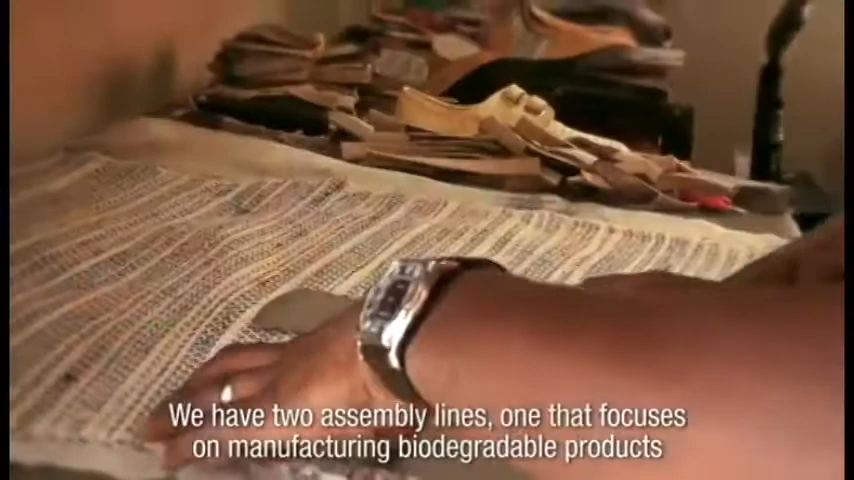 We have two assembly lines, one that focuses
on manufacturing biodegradable products